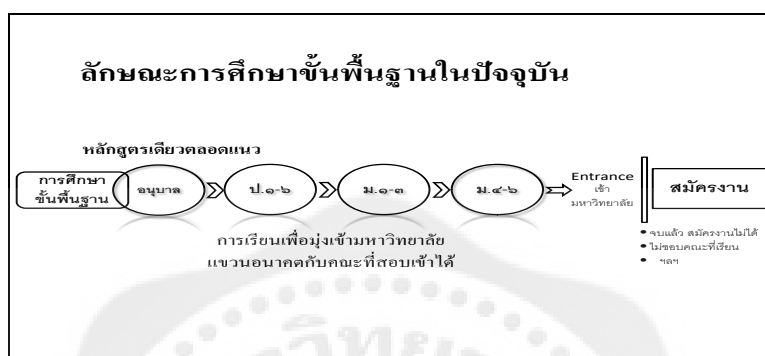 ลักษณะการศึกษาขั้นพื้นฐานในปัจจุบัน
หลักสูตรเดียวตลอดแนว
การศึกษา
ขั้นพื้นฐาน
อนุบาล
ป.๑-๖
ม.๑-๓
ม.๔-๖
Entrance
เข้า
มหาวิทยาลัย
สมัครงาน
การเรียนเพื่อมุ่งเข้ามหาวิทยาลัย
แขวนอนาคตกับคณะที่สอบเข้าได้
• จบแล้ว สมัครงานไม่ได้
• ไม่ชอบคณะที่เรียน
• ฯลฯ